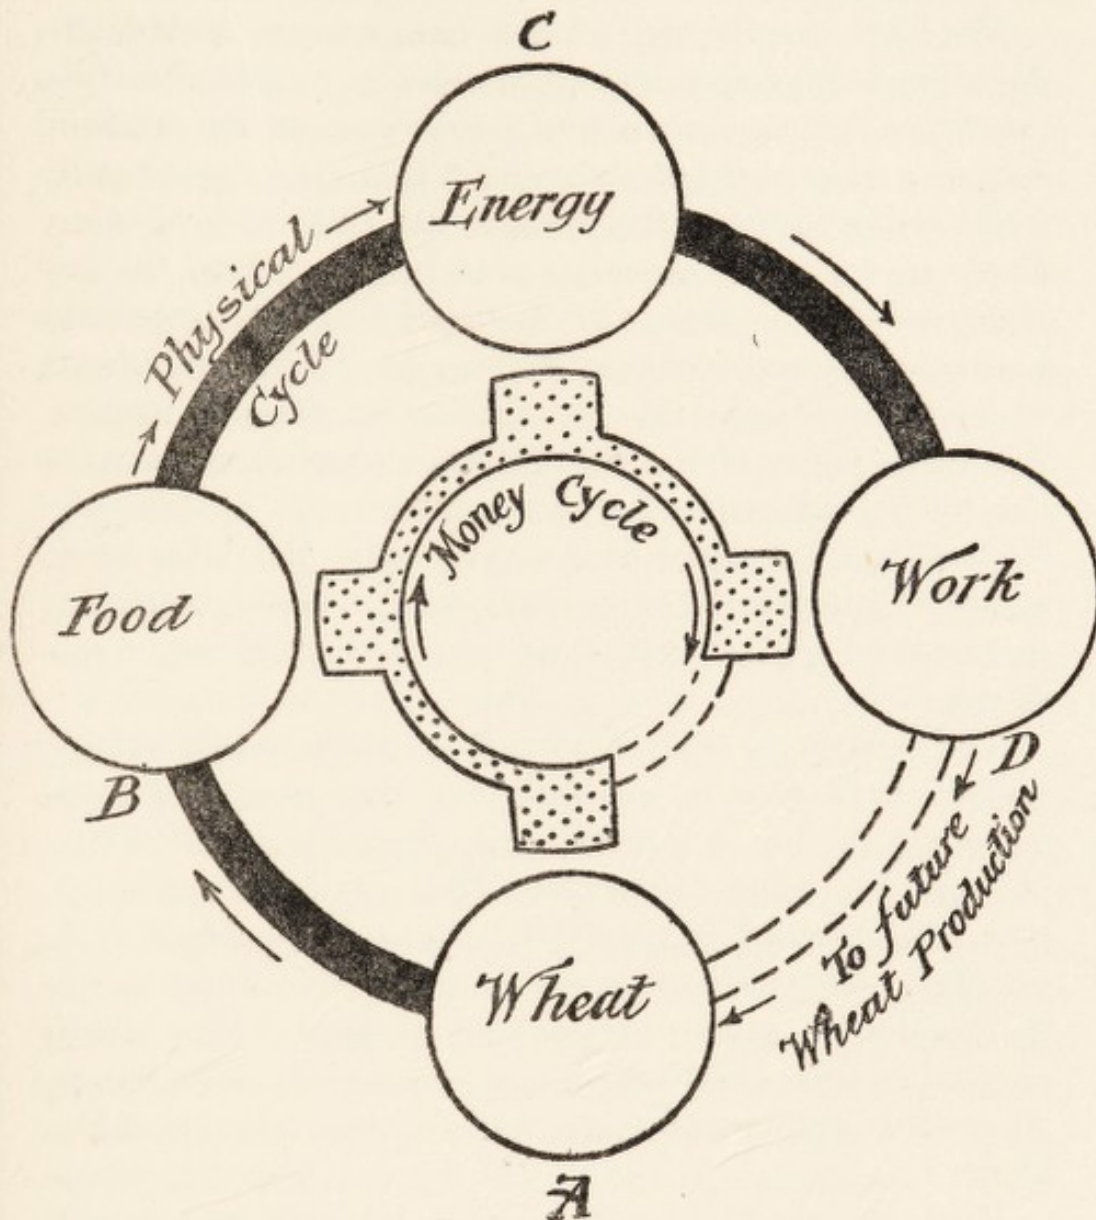 C
Energy
Physical
Cycle
Money Cycle
Food
Work
B
D
To future
Wheat Production
Wheat
A